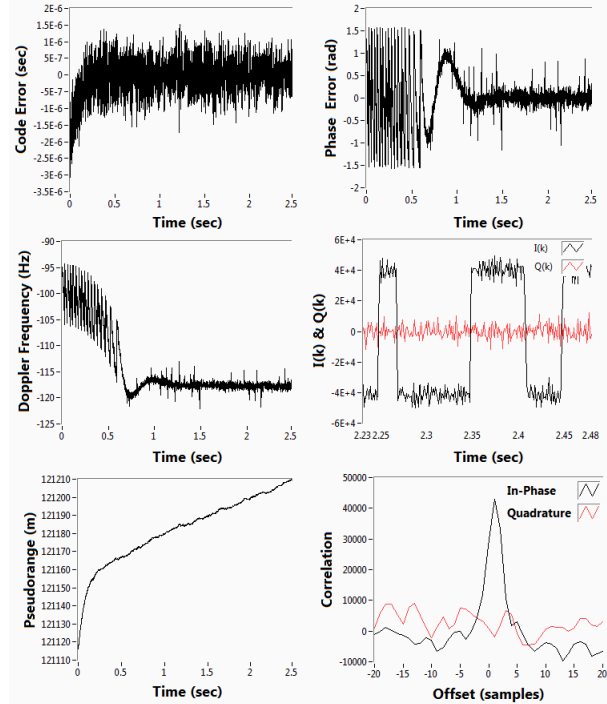 Code Error (sec)
2E-6
1.5E-6
1E-6
5E-7
0E+0
-5E-7
-1E-6
-1.5E-6
-2E-6
-2.5E-6
-3E-6
-3.5E-6
0 0.5 1 1.5 2 2.5
Time (sec)
Phase Error (rad)
2
1.5
1
0.5
0
-0.5
-1
-1.5
-2
0 0.5 1 1.5 2 2.5
Time (sec)
Doppler Frequency (Hz)
-90
-95
-100
-105
-110
-115
-120
-125
0 0.5 1 1.5 2 2.5
Time (sec)
I(k) & Q(k)
6E+4
4E+4
2E+4
0E+0
-2E+4
-4E+4
-6E+4
I(k)
Q(k)
2.23 2.25 2.3 2.35 2.4 2.45 2.48
Time (sec)
Pseudorange (m)
121210
121200
121190
121180
121170
121160
121150
121140
121130
121120
121110
0 0.5 1 1.5 2 2.5
Time (sec)
Correlation
50000
40000
30000
20000
10000
0
-10000
In-Phase
Quadrature
-20 -15 -10 -5 0 5 10 15 20
Offset (samples)